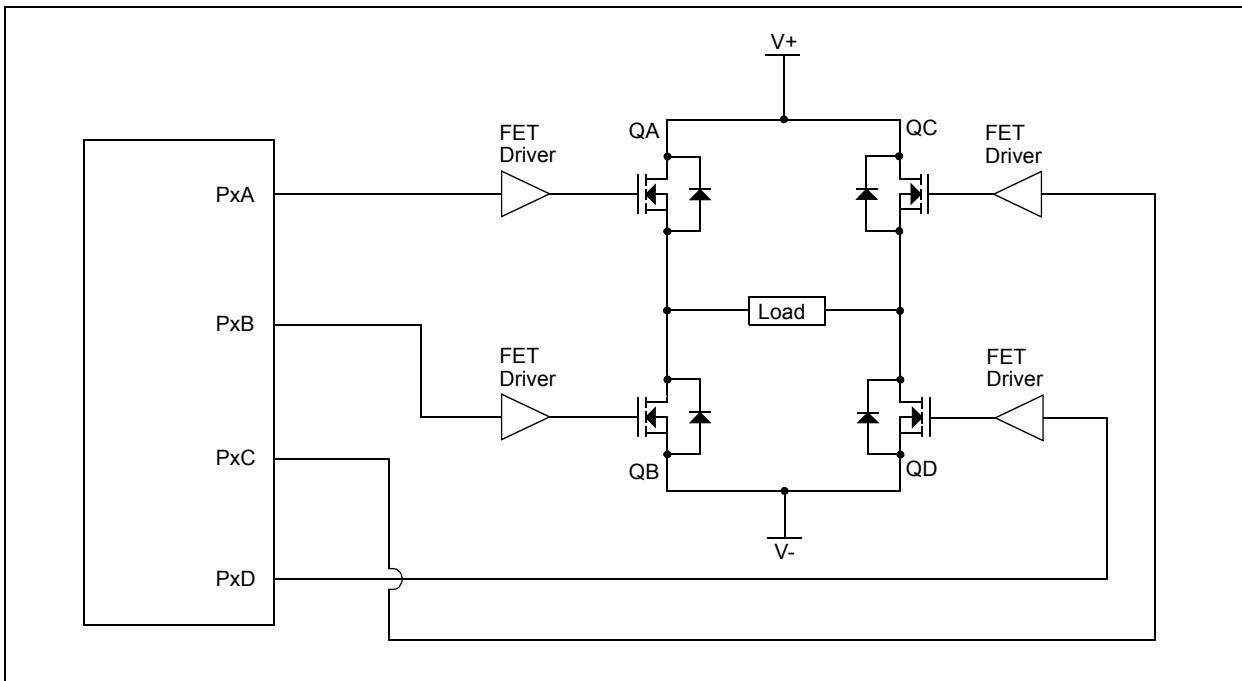 V+
QA
QC
FET
Driver
FET
Driver
PxA
Load
PxB
FET
Driver
FET
Driver
PxC
QB
QD
V-
PxD